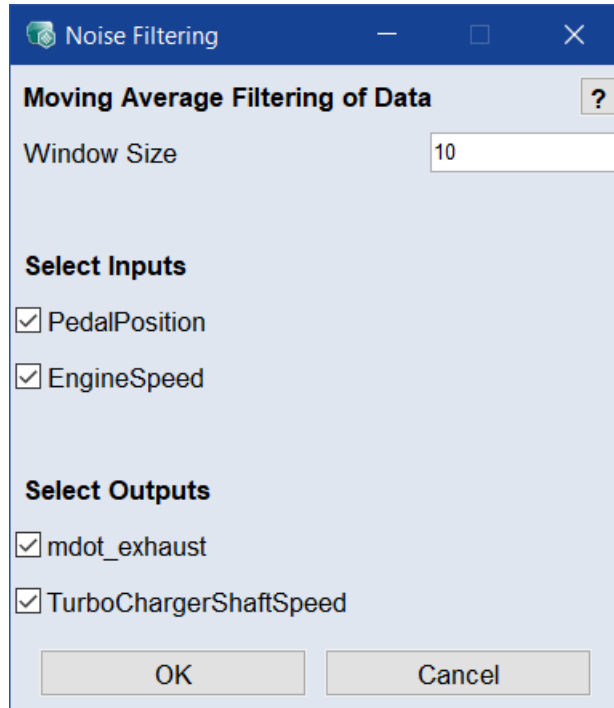 Noise Filtering
Moving Average Filtering of Data ?
Window Size 10
Select Inputs
PedalPosition
EngineSpeed
Select Outputs
mdot_exhaust
TurboChargerShaftSpeed
OK Cancel